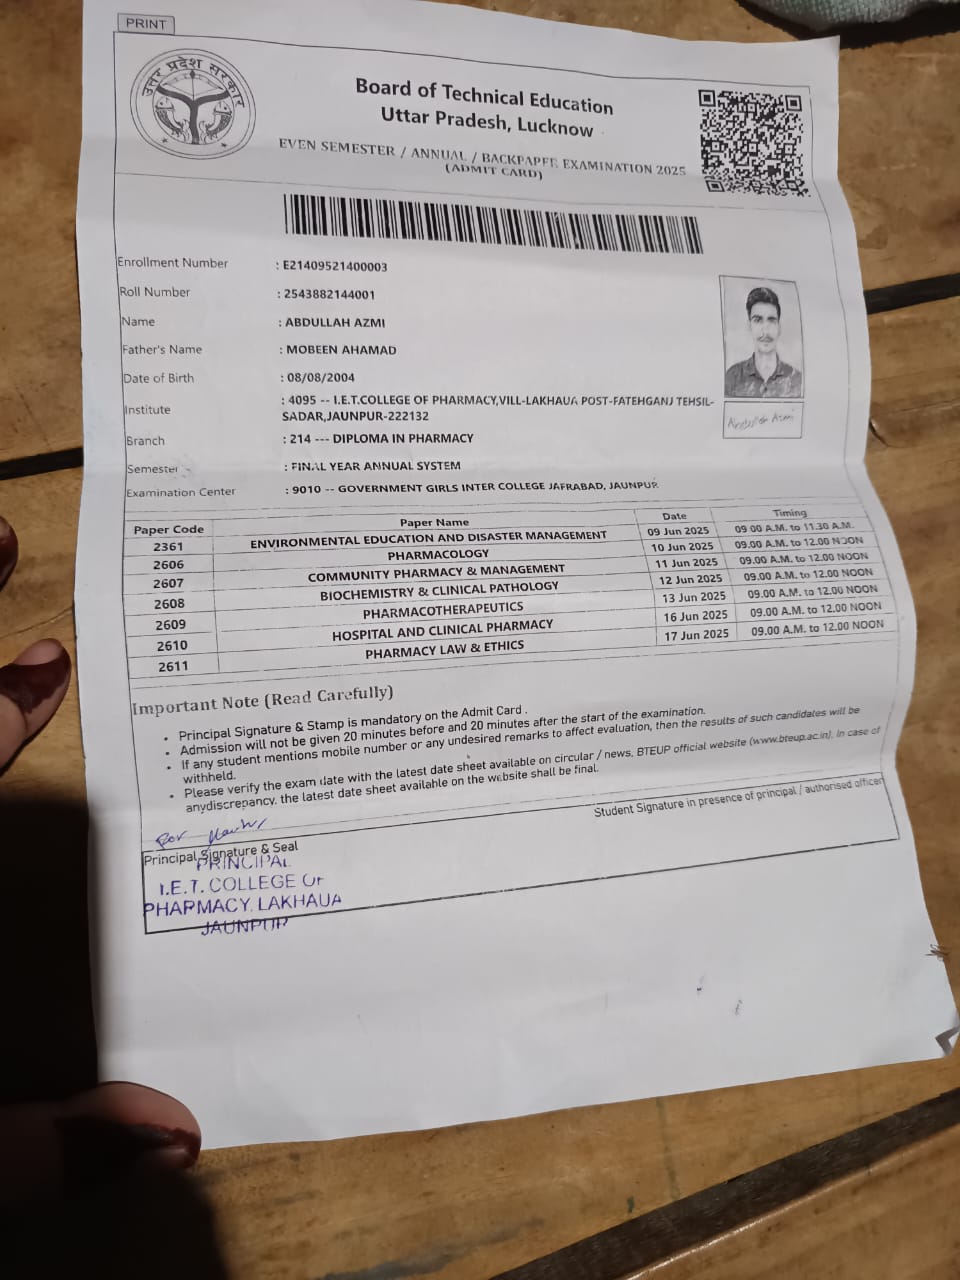 PRINT
उत्तर प्रदेश सरकार
Board of Technical Education
Uttar Pradesh, Lucknow
EVEN SEMESTER / ANNUAL / BACKPAPER EXAMINATION 2025
(ADMIT CARD)
Enrollment Number : E21409521400003
Roll Number : 2543882144001
Name : ABDULLAH AZMI
Father's Name : MOBEEN AHAMAD
Date of Birth : 08/08/2004
Institute : 4095 -- I.E.T.COLLEGE OF PHARMACY,VILL-LAKHAUA POST-FATEHGANJ TEHSIL-
SADAR,JAUNPUR-222132
Branch : 214 --- DIPLOMA IN PHARMACY
Semester : FINAL YEAR ANNUAL SYSTEM
Examination Center : 9010 -- GOVERNMENT GIRLS INTER COLLEGE JAFRABAD, JAUNPUR
Abdullah Azmi
Paper Code Paper Name Date Timing
2361 ENVIRONMENTAL EDUCATION AND DISASTER MANAGEMENT 09 Jun 2025 09.00 A.M. to 11.30 A.M.
2606 PHARMACOLOGY 10 Jun 2025 09.00 A.M. to 12.00 NOON
2607 COMMUNITY PHARMACY & MANAGEMENT 11 Jun 2025 09.00 A.M. to 12.00 NOON
2608 BIOCHEMISTRY & CLINICAL PATHOLOGY 12 Jun 2025 09.00 A.M. to 12.00 NOON
2609 PHARMACOTHERAPEUTICS 13 Jun 2025 09.00 A.M. to 12.00 NOON
2610 HOSPITAL AND CLINICAL PHARMACY 16 Jun 2025 09.00 A.M. to 12.00 NOON
2611 PHARMACY LAW & ETHICS 17 Jun 2025 09.00 A.M. to 12.00 NOON
Important Note (Read Carefully)
• Principal Signature & Stamp is mandatory on the Admit Card .
• Admission will not be given 20 minutes before and 20 minutes after the start of the examination.
• If any student mentions mobile number or any undesired remarks to affect evaluation, then the results of such candidates will be
withheld.
• Please verify the exam date with the latest date sheet available on circular / news, BTEUP official website (www.bteup.ac.in). In case of
anydiscrepancy, the latest date sheet available on the website shall be final.
Student Signature in presence of principal / authorised officer
Principal Signature & Seal
PRINCIPAL
I.E.T. COLLEGE OF
PHARMACY, LAKHAUA
JAUNPUR